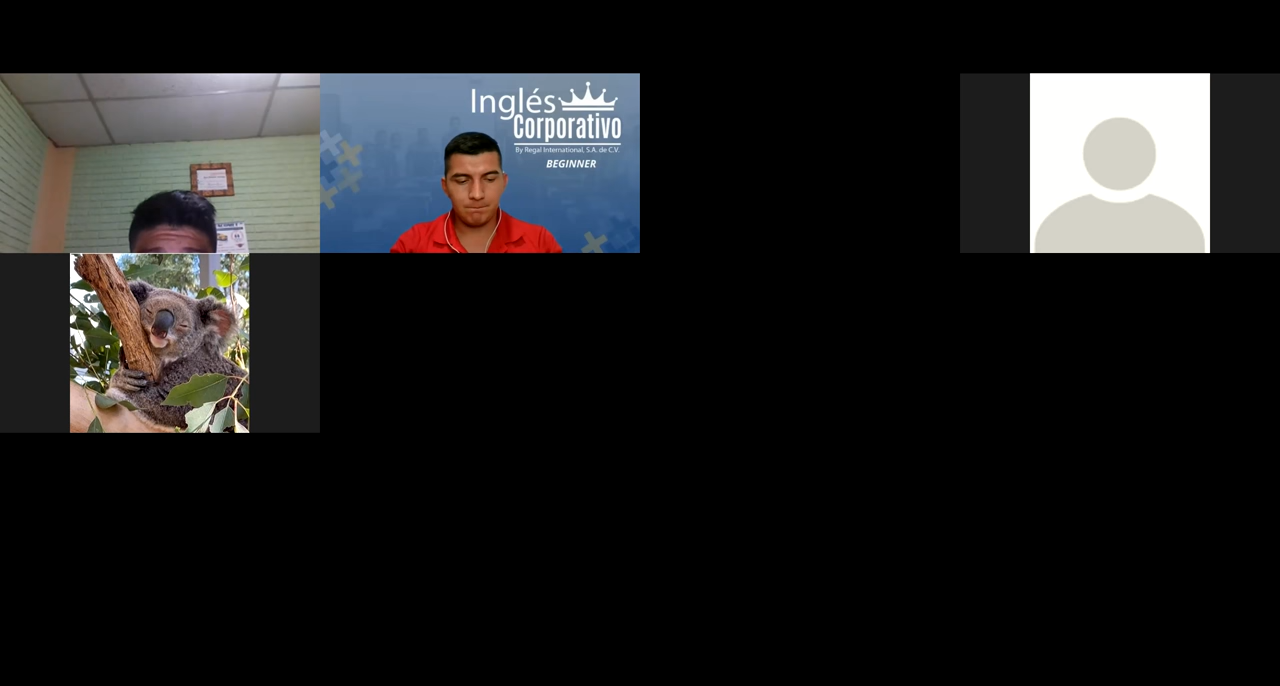 Inglés
Corporativo
By Regal International, S.A. de C.V.
BEGINNER